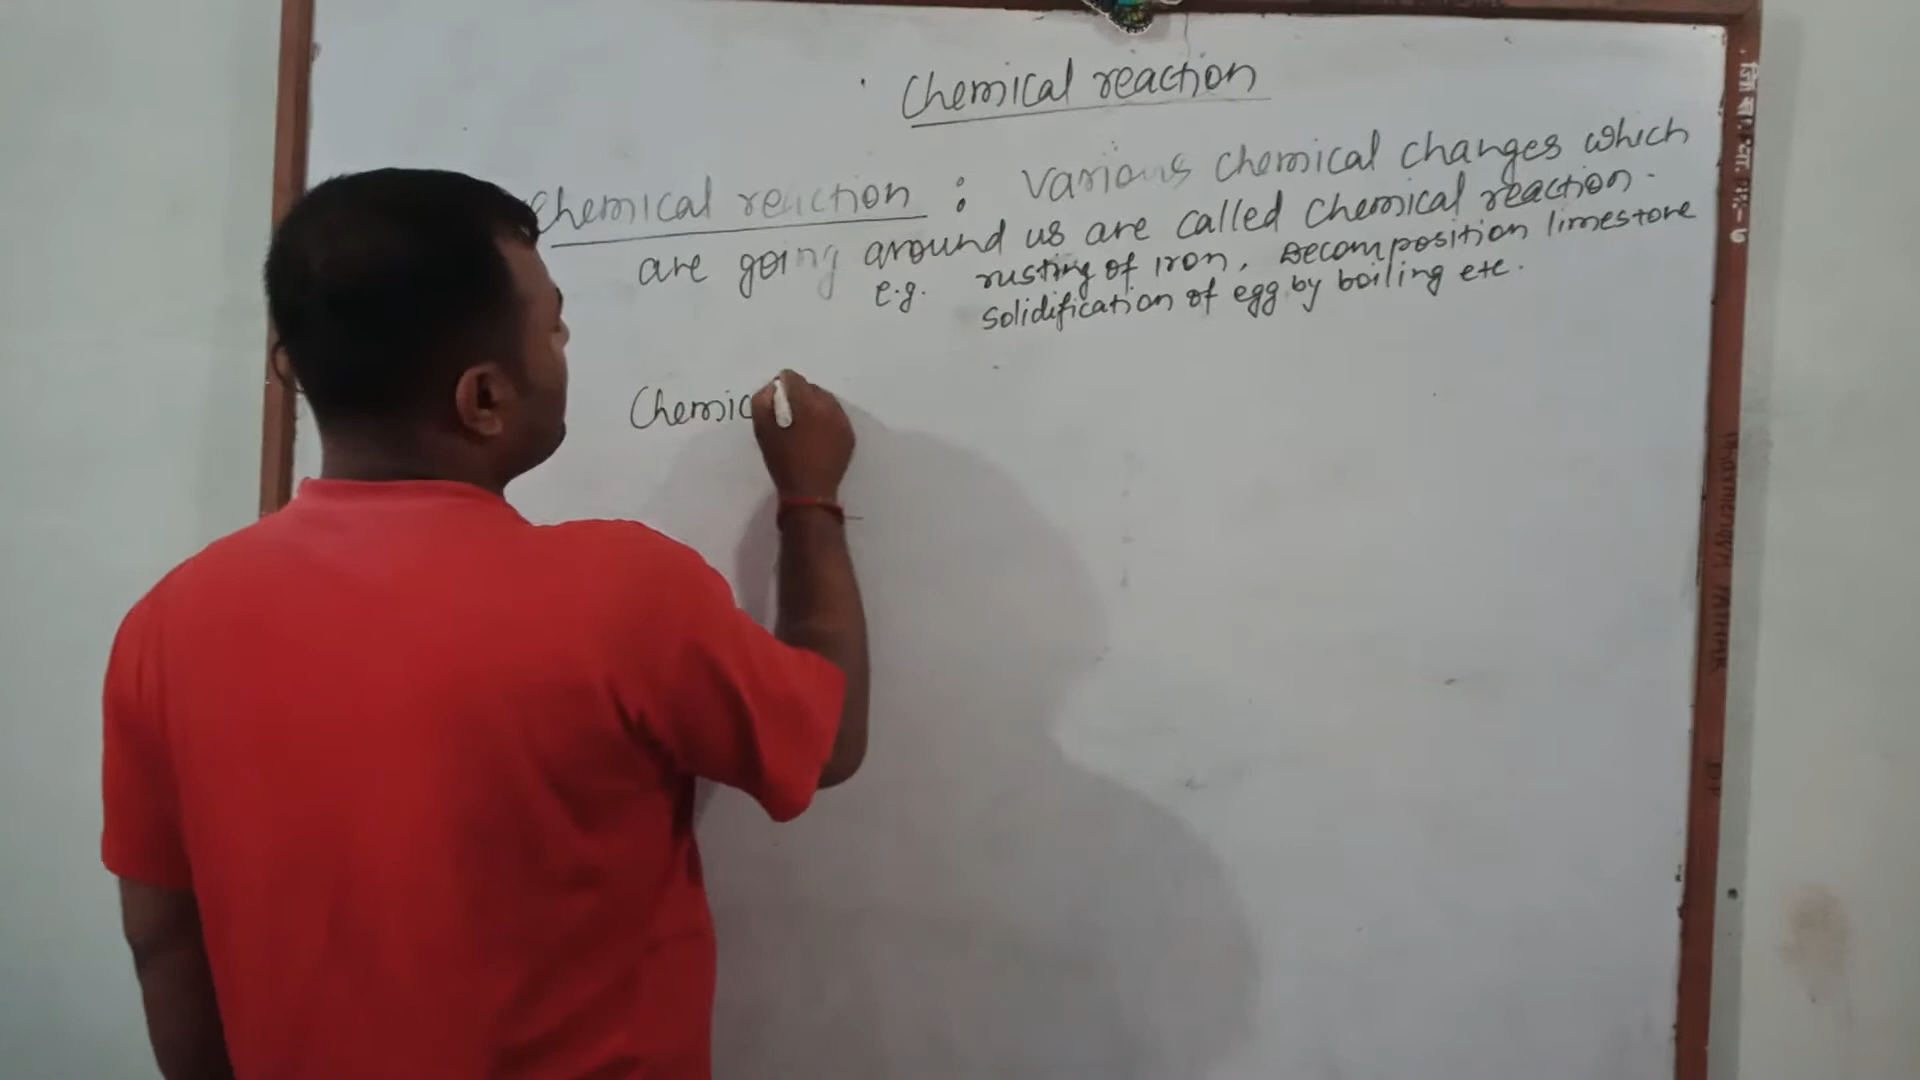 Chemical reaction
Chemical reaction : Various chemical changes which
are going around us are called chemical reaction.
e.g. rusting of iron, Decomposition limestone
solidification of egg by boiling etc.
Chemic